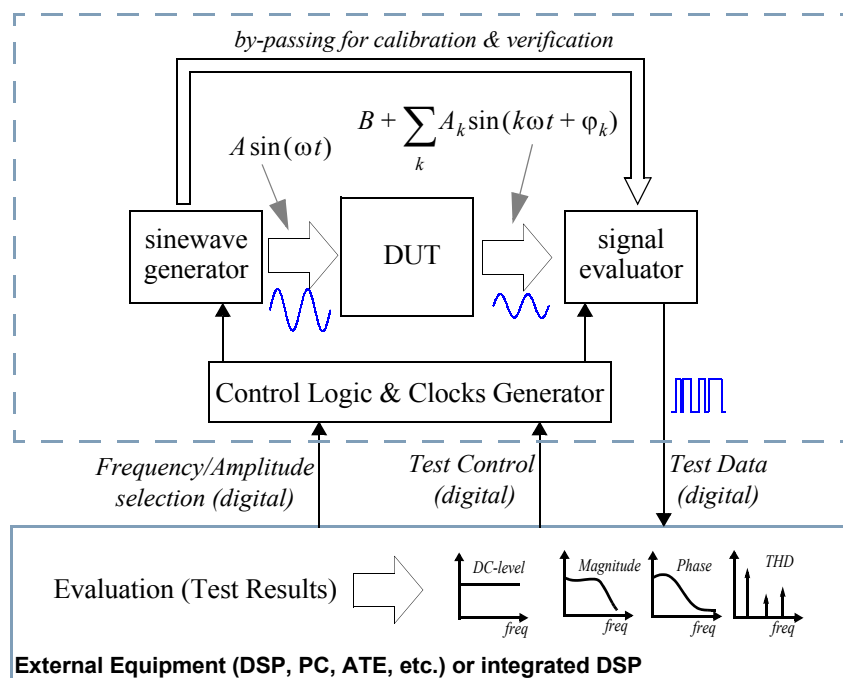 by-passing for calibration & verification
B + ∑ A_k sin(kωt + φ_k)
k
A sin(ωt)
sinewave
generator
DUT
signal
evaluator
Control Logic & Clocks Generator
Frequency/Amplitude
selection (digital)
Test Control
(digital)
Test Data
(digital)
Evaluation (Test Results)
DC-level
freq
Magnitude
freq
Phase
freq
THD
freq
External Equipment (DSP, PC, ATE, etc.) or integrated DSP